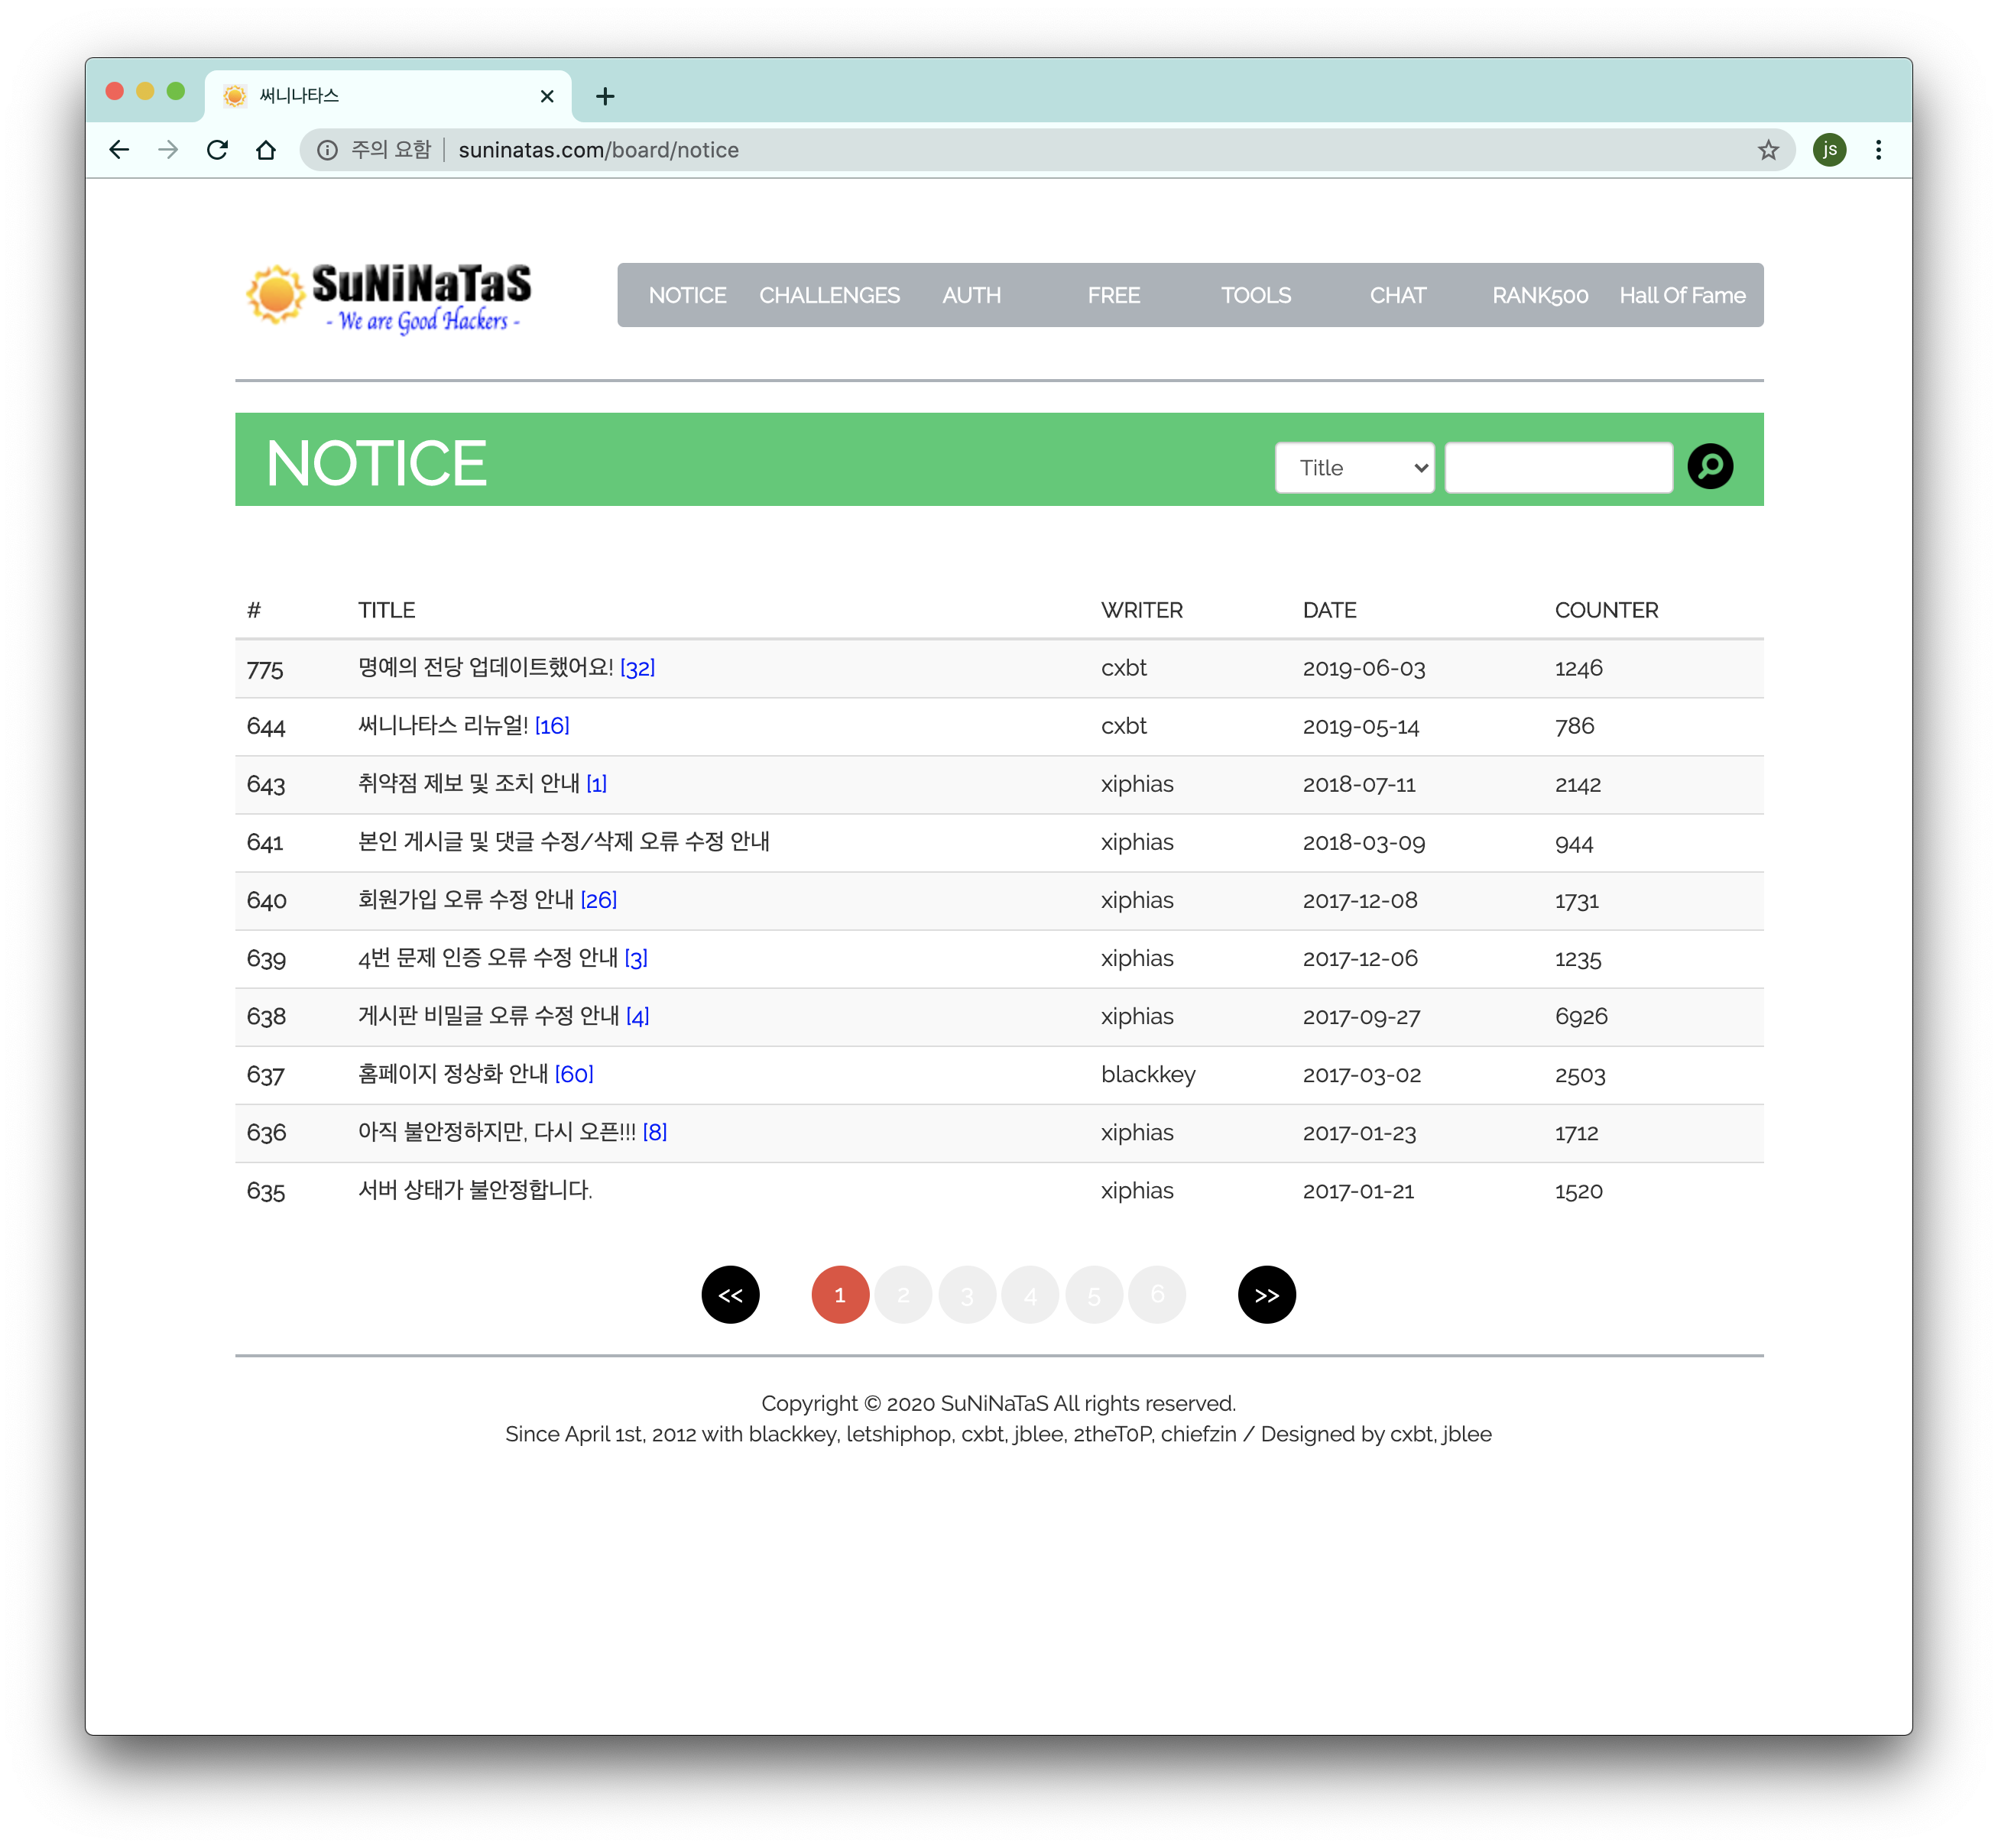 써니나타스
주의 요함 suninatas.com/board/notice
js
SuNiNaTaS
- We are Good Hackers -
NOTICE CHALLENGES AUTH FREE TOOLS CHAT RANK500 Hall Of Fame
NOTICE Title
# TITLE WRITER DATE COUNTER
775 명예의 전당 업데이트했어요! [32] cxbt 2019-06-03 1246
644 써니나타스 리뉴얼! [16] cxbt 2019-05-14 786
643 취약점 제보 및 조치 안내 [1] xiphias 2018-07-11 2142
641 본인 게시글 및 댓글 수정/삭제 오류 수정 안내 xiphias 2018-03-09 944
640 회원가입 오류 수정 안내 [26] xiphias 2017-12-08 1731
639 4번 문제 인증 오류 수정 안내 [3] xiphias 2017-12-06 1235
638 게시판 비밀글 오류 수정 안내 [4] xiphias 2017-09-27 6926
637 홈페이지 정상화 안내 [60] blackkey 2017-03-02 2503
636 아직 불안정하지만, 다시 오픈!!! [8] xiphias 2017-01-23 1712
635 서버 상태가 불안정합니다. xiphias 2017-01-21 1520
<< 1 2 3 4 5 6 >>
Copyright © 2020 SuNiNaTaS All rights reserved.
Since April 1st, 2012 with blackkey, letshiphop, cxbt, jblee, 2theT0P, chiefzin / Designed by cxbt, jblee